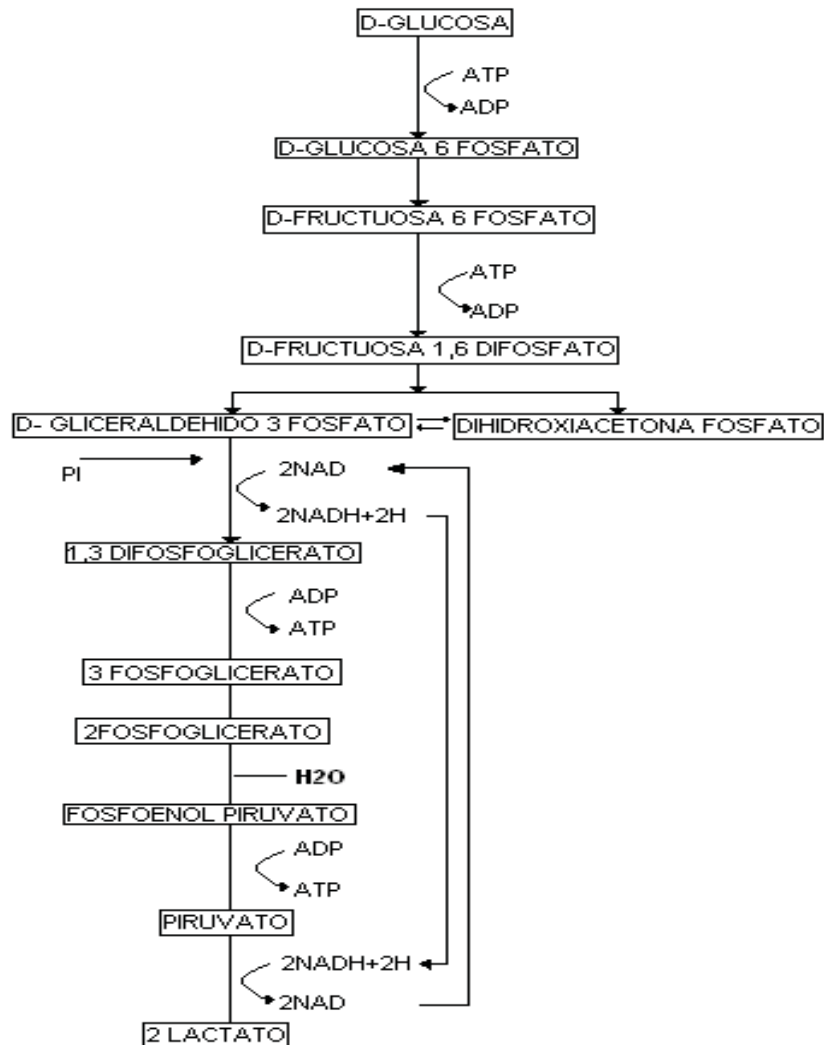 D-GLUCOSA
ATP
ADP
D-GLUCOSA 6 FOSFATO
D-FRUCTUOSA 6 FOSFATO
ATP
ADP
D-FRUCTUOSA 1,6 DIFOSFATO
D- GLICERALDEHIDO 3 FOSFATO
DIHIDROXIACETONA FOSFATO
PI
2NAD
2NADH+2H
1,3 DIFOSFOGLICERATO
ADP
ATP
3 FOSFOGLICERATO
2FOSFOGLICERATO
H2O
FOSFOENOL PIRUVATO
ADP
ATP
PIRUVATO
2NADH+2H
2NAD
2 LACTATO